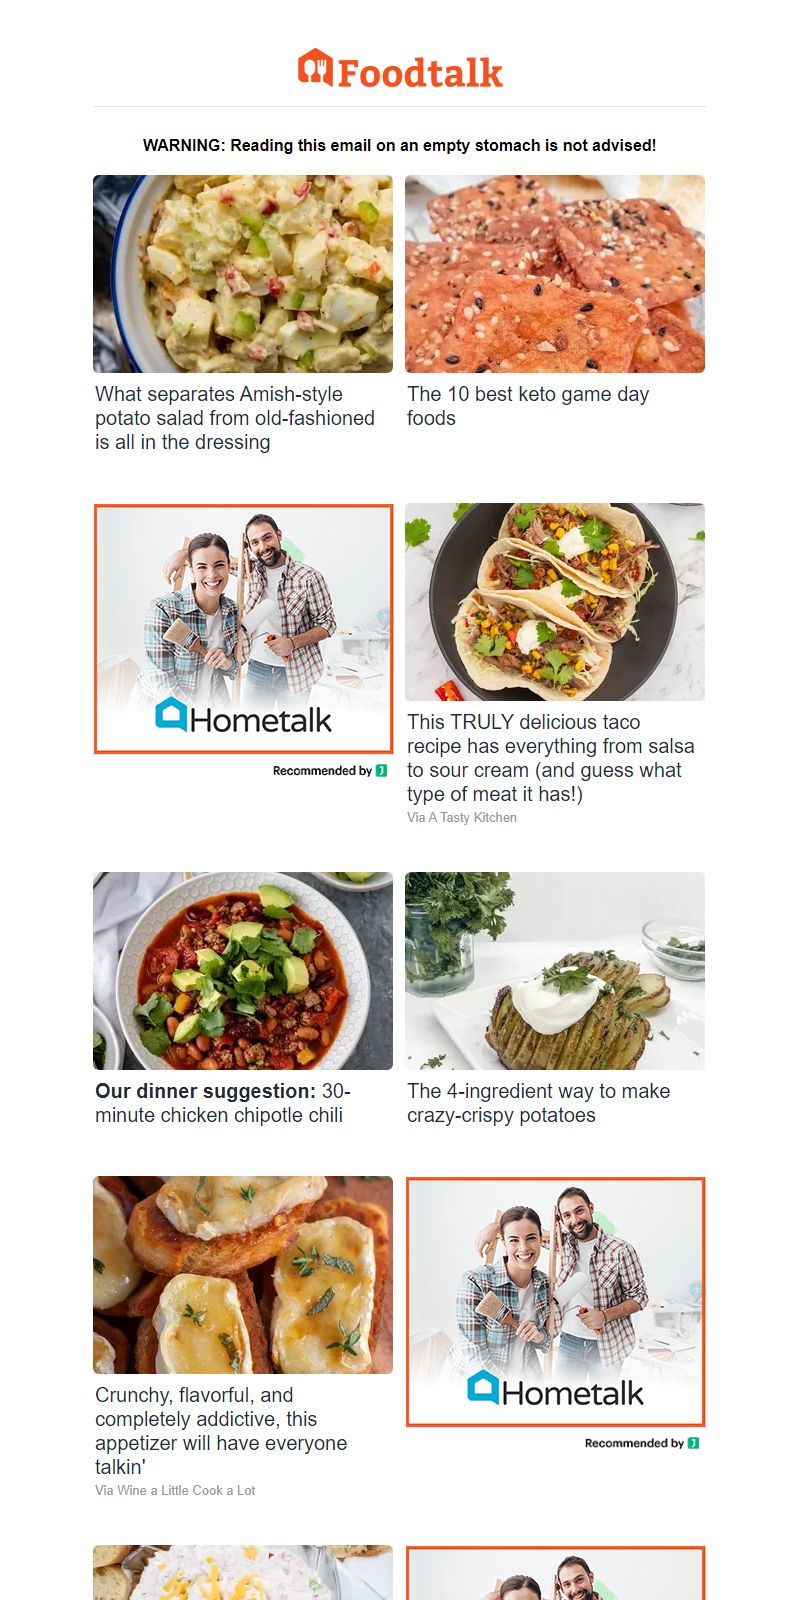 Foodtalk
WARNING: Reading this email on an empty stomach is not advised!
What separates Amish-style
potato salad from old-fashioned
is all in the dressing
The 10 best keto game day
foods
Hometalk
Recommended by
This TRULY delicious taco
recipe has everything from salsa
to sour cream (and guess what
type of meat it has!)
Via A Tasty Kitchen
Our dinner suggestion: 30-
minute chicken chipotle chili
The 4-ingredient way to make
crazy-crispy potatoes
Crunchy, flavorful, and
completely addictive, this
appetizer will have everyone
talkin'
Via Wine a Little Cook a Lot
Hometalk
Recommended by